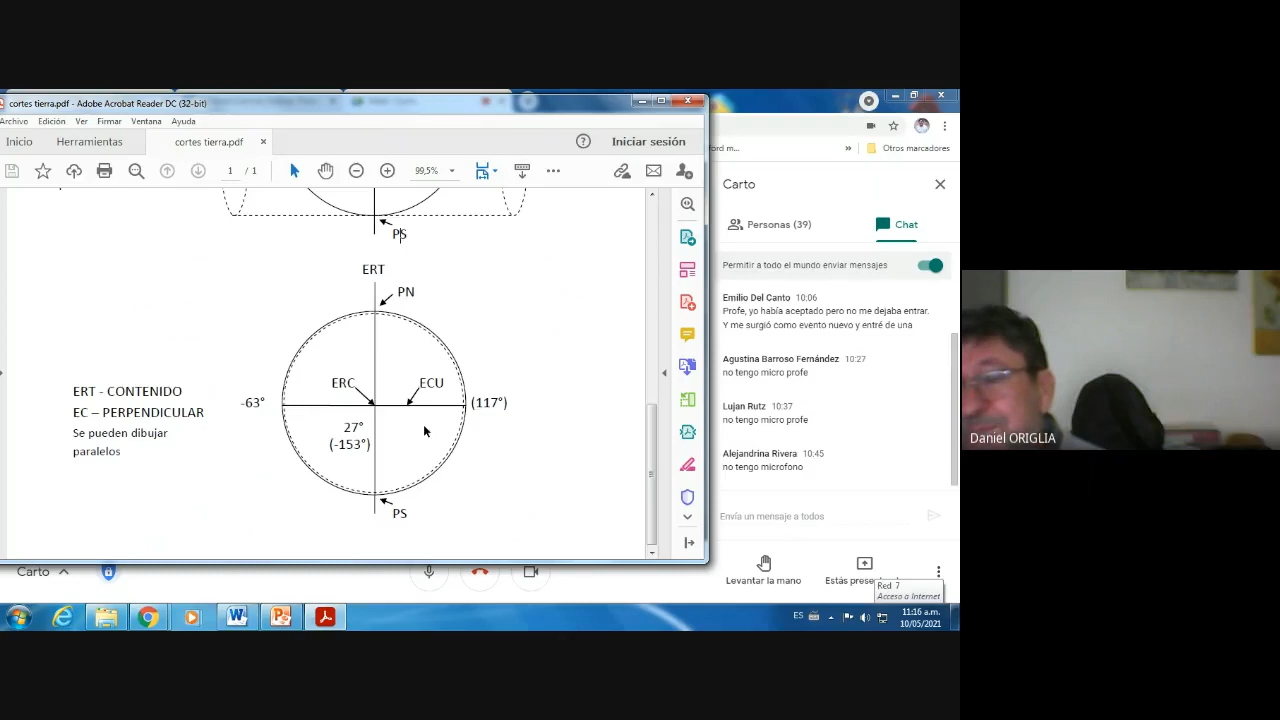 cortes tierra.pdf - Adobe Acrobat Reader DC (32-bit)
Archivo Edición Ver Firmar Ventana Ayuda
Inicio Herramientas cortes tierra.pdf Iniciar sesión
1 / 1 99,5%
PS
ERT
PN
ERC ECU
ERT - CONTENIDO
EC – PERPENDICULAR
Se pueden dibujar
paralelos
-63° (117°)
27°
(-153°)
PS
ford m... » Otros marcadores
Carto
Personas (39) Chat
Permitir a todo el mundo enviar mensajes
Emilio Del Canto 10:06
Profe, yo había aceptado pero no me dejaba entrar.
Y me surgió como evento nuevo y entré de una
Agustina Barroso Fernández 10:27
no tengo micro profe
Lujan Rutz 10:37
no tengo micro profe
Alejandrina Rivera 10:45
no tengo microfono
Envía un mensaje a todos
Levantar la mano
Red 7
Acceso a Internet
Carto
ES
11:16 a.m.
10/05/2021
Daniel ORIGLIA